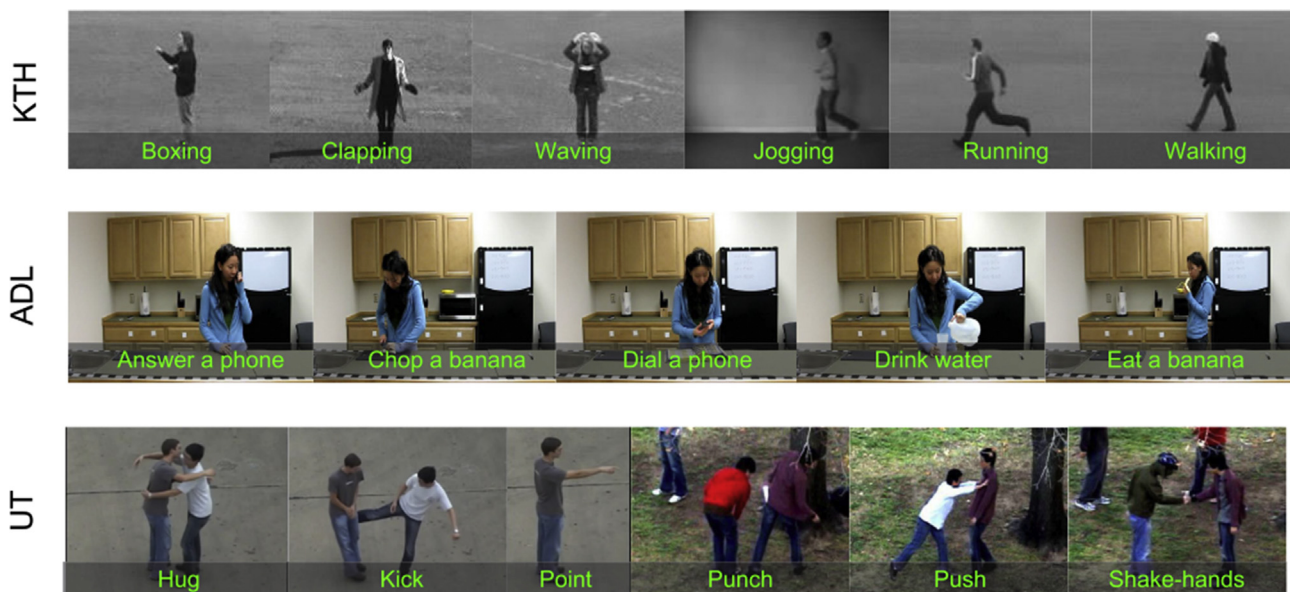 KTH
Boxing
Clapping
Waving
Jogging
Running
Walking
ADL
Answer a phone
Chop a banana
Dial a phone
Drink water
Eat a banana
UT
Hug
Kick
Point
Punch
Push
Shake-hands